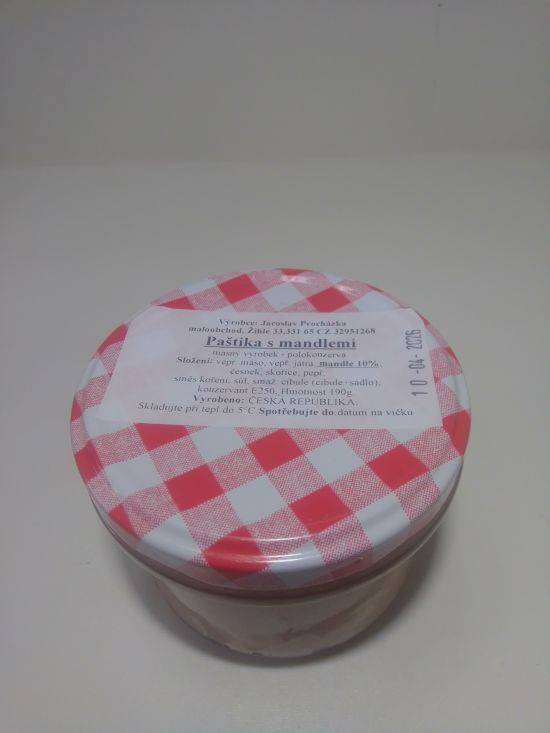 Výrobce: Jaroslav Procházka
maloobchod, Žihle 33,331 65 CZ 32951268
Paštika s mandlemi
masný výrobek - polokonzerva
Složení: vepř. maso, vepř. játra, mandle 10%,
česnek, skořice, pepř,
směs koření, sůl, smaž. cibule (cibule+sádlo),
konzervant E250, Hmotnost 190g.
Vyrobeno: ČESKÁ REPUBLIKA.
Skladujte při tepl do 5°C.Spotřebujte do datum na víčku
10-04-2026